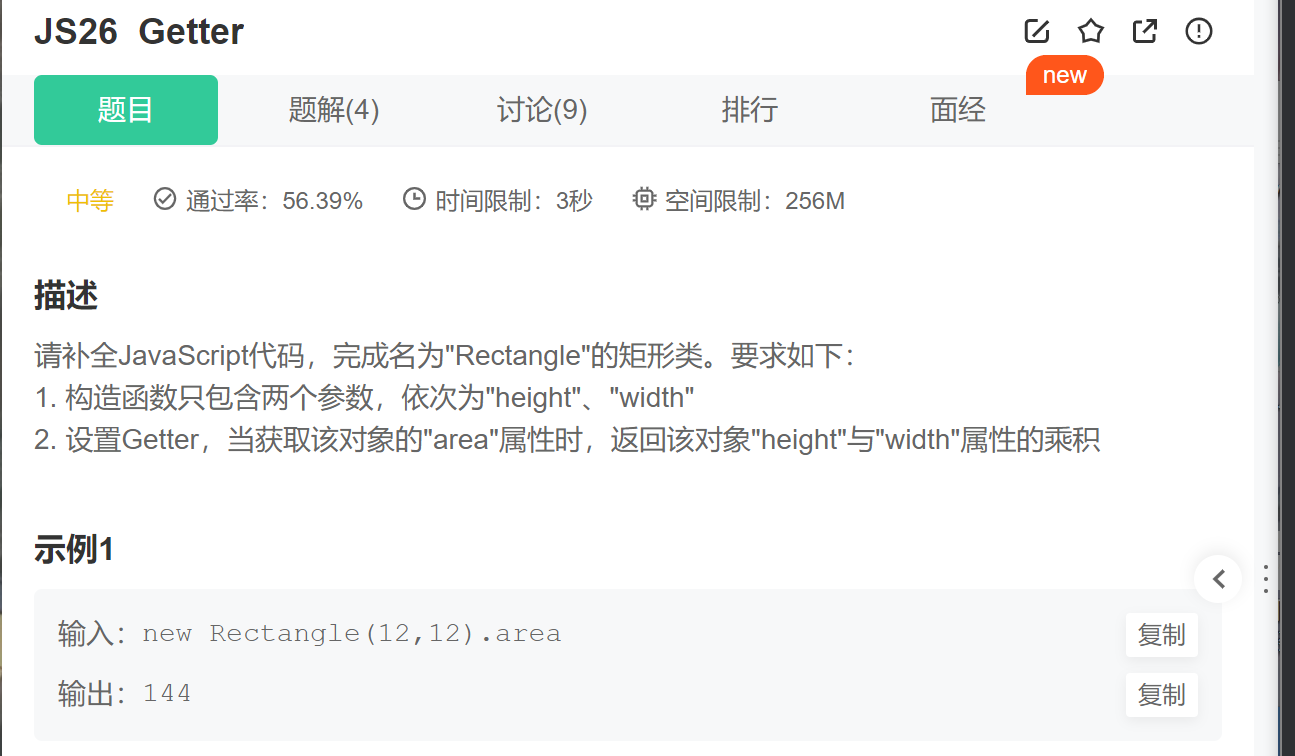 JS26 Getter
new
题目 题解(4) 讨论(9) 排行 面经
中等 通过率：56.39% 时间限制：3秒 空间限制：256M
描述
请补全JavaScript代码，完成名为"Rectangle"的矩形类。要求如下：
1. 构造函数只包含两个参数，依次为"height"、"width"
2. 设置Getter，当获取该对象的"area"属性时，返回该对象"height"与"width"属性的乘积
示例1
输入：new Rectangle(12,12).area 复制
输出：144 复制